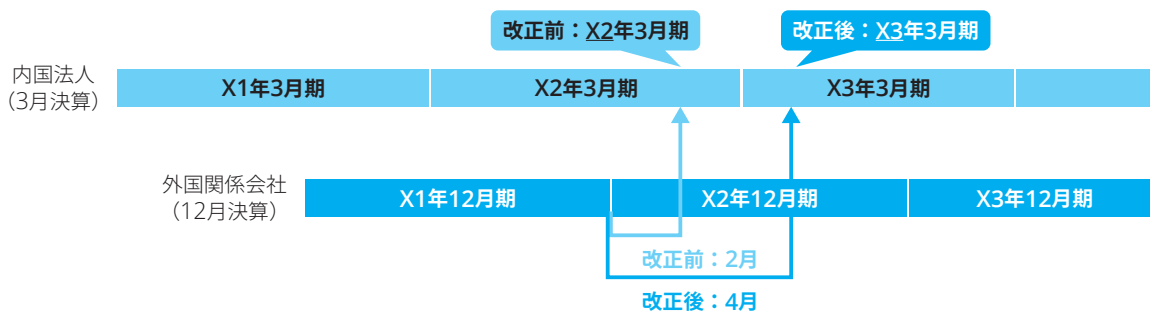 改正前：X2年3月期
改正後：X3年3月期
内国法人
（3月決算）
X1年3月期
X2年3月期
X3年3月期
外国関係会社
（12月決算）
X1年12月期
X2年12月期
X3年12月期
改正前：2月
改正後：4月